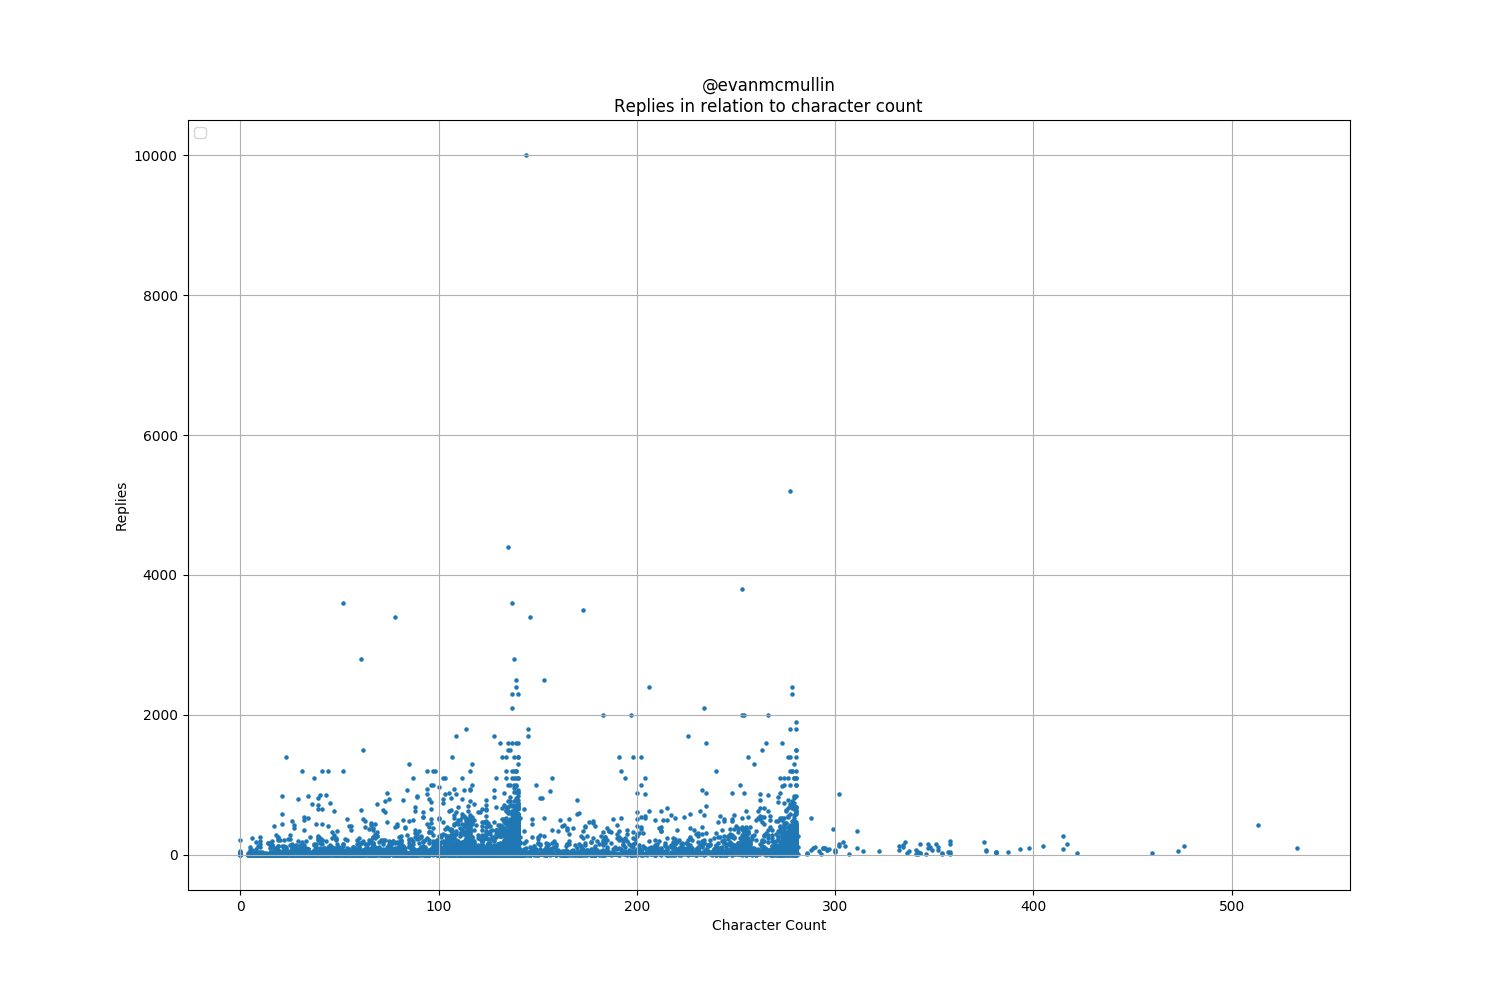 @evanmcmullin
Replies in relation to character count
10000
8000
6000
4000
2000
0
Replies
0 100 200 300 400 500
Character Count